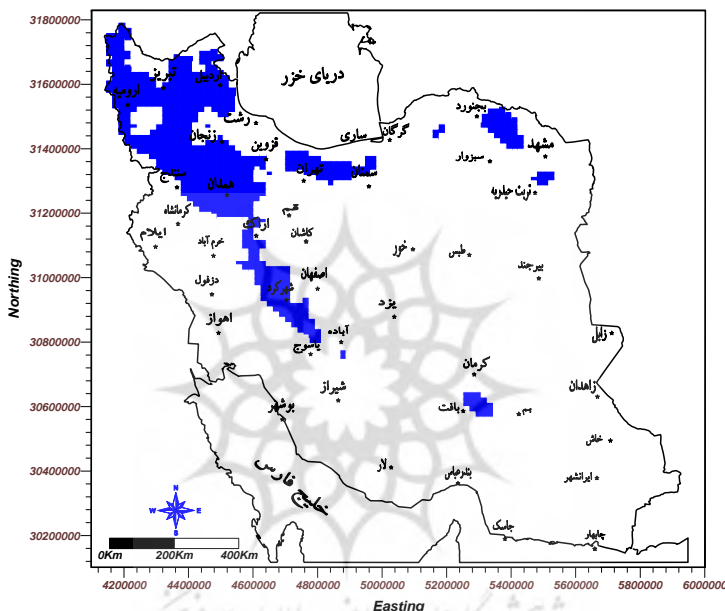 31800000
31600000
31400000
31200000
31000000
30800000
30600000
30400000
30200000
Northing
دریای خزر
تبریز
اردبیل
ارومیه
رشت
زنجان
قزوین
ساری
گرگان
بجنورد
مشهد
سبزوار
تربت حیدریه
سنندج
همدان
تهران
سمنان
کرمانشاه
اراک
قم
کاشان
ایلام
خرم آباد
خور
طبس
بیرجند
دزفول
شهرکرد
اصفهان
اهواز
یاسوج
آباده
یزد
زابل
کرمان
شیراز
بوشهر
بافت
بم
زاهدان
خاش
ایرانشهر
خلیج فارس
لار
بندرعباس
جاسک
چابهار
N
W
E
S
0Km 200Km 400Km
4200000 4400000 4600000 4800000 5000000 5200000 5400000 5600000 5800000 6000000
Easting